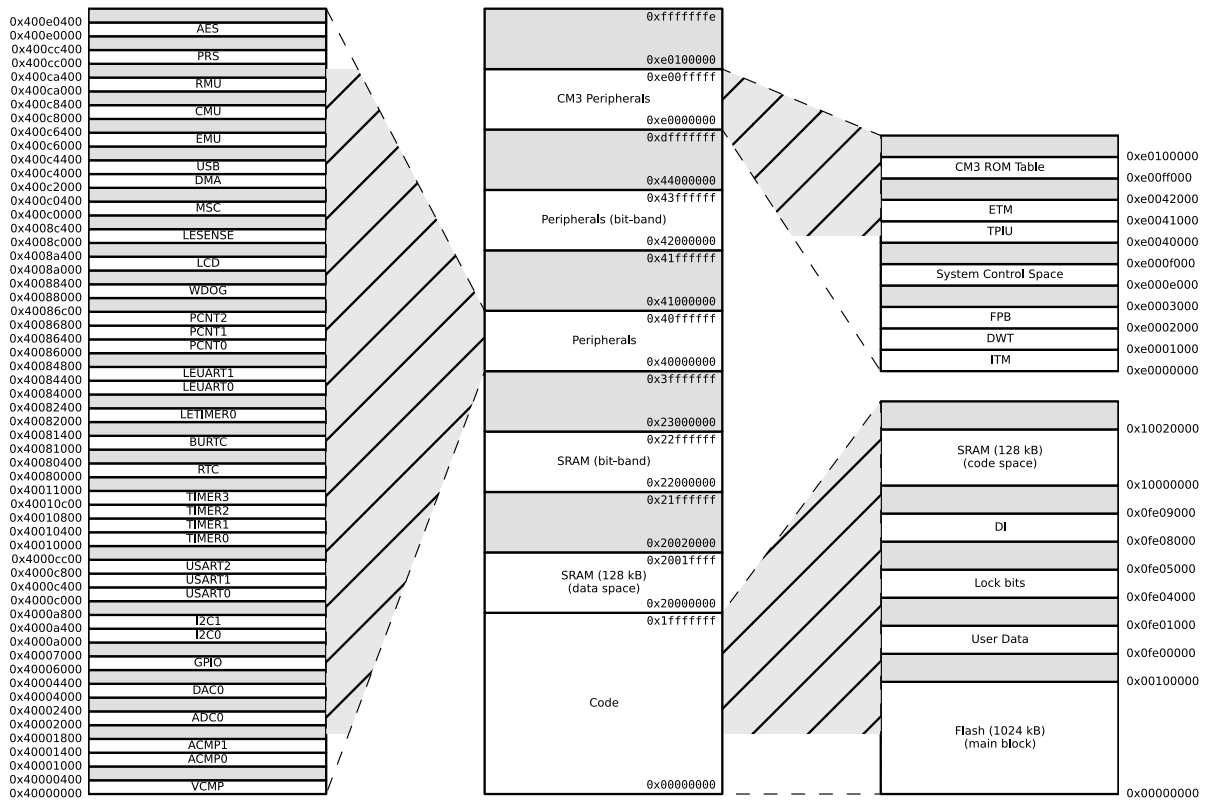 0x400e0400
AES
0x400e0000
0x400cc400
PRS
0x400cc000
0x400ca400
RMU
0x400ca000
0x400c8400
CMU
0x400c8000
0x400c6400
EMU
0x400c6000
0x400c4400
USB
0x400c4000
DMA
0x400c2000
0x400c0400
MSC
0x400c0000
0x4008c400
LESENSE
0x4008c000
0x4008a400
LCD
0x4008a000
0x40088400
WDOG
0x40088000
0x40086c00
PCNT2
0x40086800
PCNT1
0x40086400
PCNT0
0x40086000
0x40084800
LEUART1
0x40084400
LEUART0
0x40084000
0x40082400
LETIMER0
0x40082000
0x40081400
BURTC
0x40081000
0x40080400
RTC
0x40080000
0x40011000
TIMER3
0x40010c00
TIMER2
0x40010800
TIMER1
0x40010400
TIMER0
0x40010000
0x4000cc00
USART2
0x4000c800
USART1
0x4000c400
USART0
0x4000c000
0x4000a800
I2C1
0x4000a400
I2C0
0x4000a000
0x40007000
GPIO
0x40006000
0x40004400
DAC0
0x40004000
0x40002400
ADC0
0x40002000
0x40001800
ACMP1
0x40001400
ACMP0
0x40001000
0x40000400
VCMP
0x40000000
0xfffffffe
0xe0100000
0xe00fffff
CM3 Peripherals
0xe0000000
0xdfffffff
0x44000000
0x43ffffff
Peripherals (bit-band)
0x42000000
0x41ffffff
0x41000000
0x40ffffff
Peripherals
0x40000000
0x3fffffff
0x23000000
0x22ffffff
SRAM (bit-band)
0x22000000
0x21ffffff
0x20020000
0x2001ffff
SRAM (128 kB)
(data space)
0x20000000
0x1fffffff
Code
0x00000000
0xe0100000
CM3 ROM Table
0xe00ff000
0xe0042000
ETM
0xe0041000
TPIU
0xe0040000
0xe000f000
System Control Space
0xe000e000
0xe0003000
FPB
0xe0002000
DWT
0xe0001000
ITM
0xe0000000
0x10020000
SRAM (128 kB)
(code space)
0x10000000
0x0fe09000
DI
0x0fe08000
0x0fe05000
Lock bits
0x0fe04000
0x0fe01000
User Data
0x0fe00000
0x00100000
Flash (1024 kB)
(main block)
0x00000000